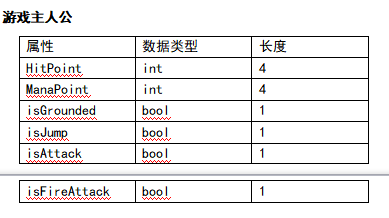 游戏主人公
属性 数据类型 长度
HitPoint int 4
ManaPoint int 4
isGrounded bool 1
isJump bool 1
isAttack bool 1
isFireAttack bool 1